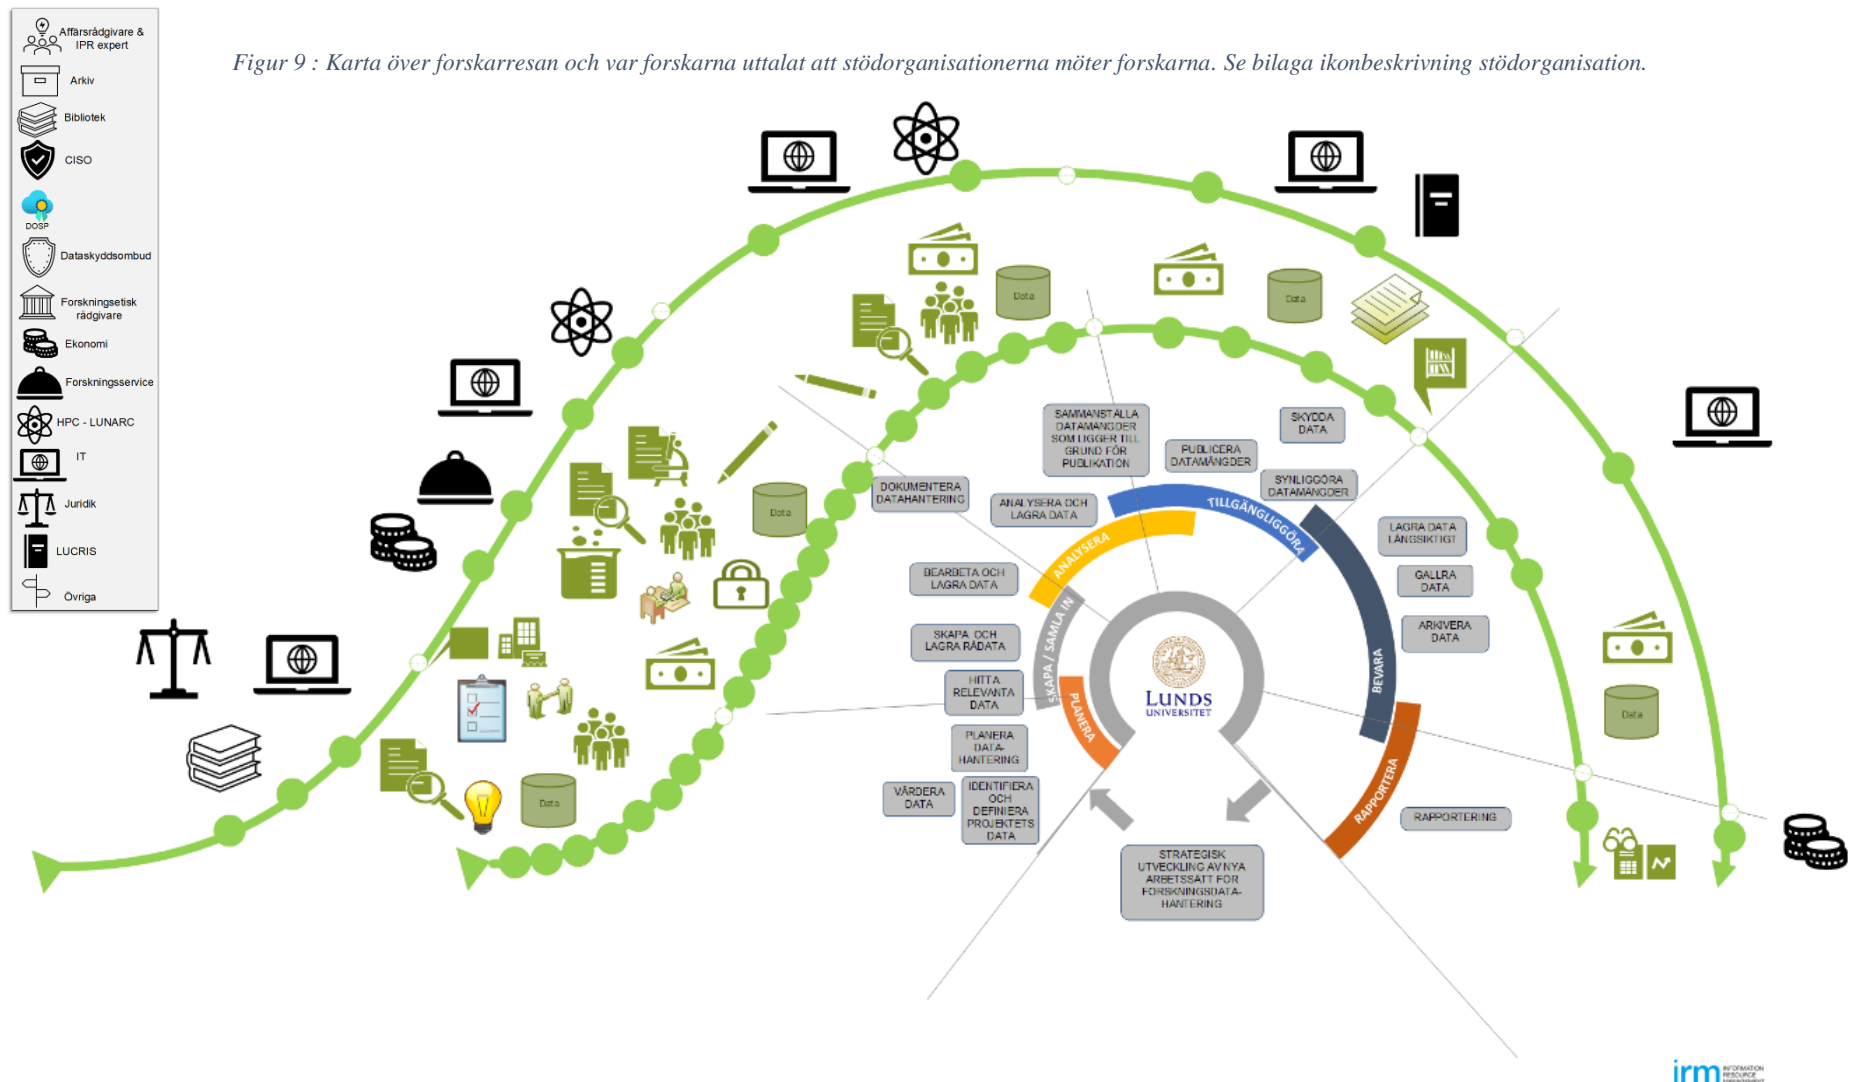 Figur 9 : Karta över forskarresan och var forskarna uttalat att stödorganisationerna möter forskarna. Se bilaga ikonbeskrivning stödorganisation.
Affärsrådgivare &
IPR expert
Arkiv
Bibliotek
CISO
DOSP
Dataskyddsombud
Forskningsetisk
rådgivare
Ekonomi
Forskningsservice
HPC - LUNARC
IT
Juridik
LUCRIS
Övriga
Data
Data
Data
Data
Data
SAMMANSTÄLLA
DATAMÄNGDER
SOM LIGGER TILL
GRUND FÖR
PUBLIKATION
PUBLICERA
DATAMÄNGDER
SKYDDA
DATA
SYNLIGGÖRA
DATAMÄNGDER
DOKUMENTERA
DATAHANTERING
ANALYSERA OCH
LAGRA DATA
BEARBETA OCH
LAGRA DATA
SKAPA OCH
LAGRA RÅDATA
HITTA
RELEVANTA
DATA
PLANERA
DATA-
HANTERING
VÄRDERA
DATA
IDENTIFIERA
OCH
DEFINIERA
PROJEKTETS
DATA
LAGRA DATA
LÅNGSIKTIGT
GALLRA
DATA
ARKIVERA
DATA
RAPPORTERING
STRATEGISK
UTVECKLING AV NYA
ARBETSSÄTT FÖR
FORSKNINGSDATA-
HANTERING
PLANERA
SKAPA / SAMLA IN
ANALYSERA
TILLGÄNGLIGGÖRA
BEVARA
RAPPORTERA
LUNDS
UNIVERSITET
irm
INFORMATION
RESOURCE
MANAGEMENT